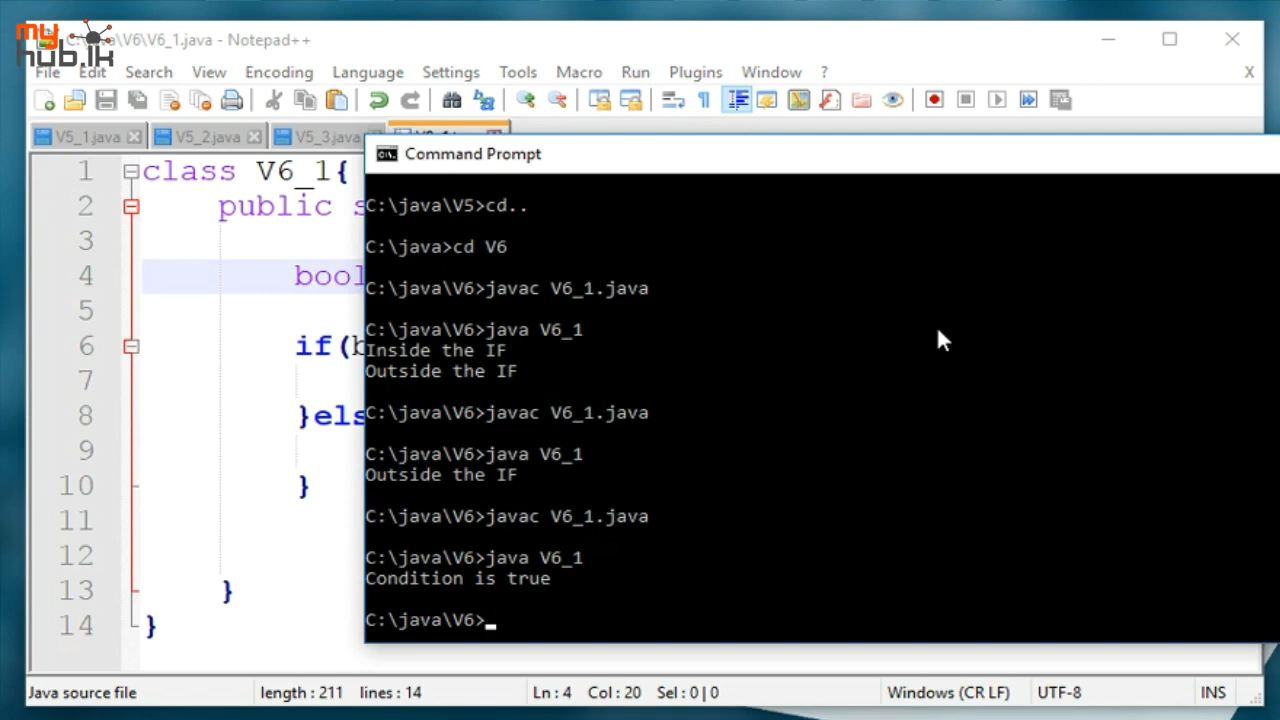 my
hub.lk
\V6\V6_1.java - Notepad++
File Edit Search View Encoding Language Settings Tools Macro Run Plugins Window ? X
V5_1.java V5_2.java V5_3.java
Command Prompt
1 class V6_1{
2 public s
3
4 bool
5
6 if(b
7
8 }els
9
10 }
11
12
13 }
14 }
C:\java\V5>cd..
C:\java>cd V6
C:\java\V6>javac V6_1.java
C:\java\V6>java V6_1
Inside the IF
Outside the IF
C:\java\V6>javac V6_1.java
C:\java\V6>java V6_1
Outside the IF
C:\java\V6>javac V6_1.java
C:\java\V6>java V6_1
Condition is true
C:\java\V6>
Java source file length : 211 lines : 14 Ln : 4 Col : 20 Sel : 0 | 0 Windows (CR LF) UTF-8 INS